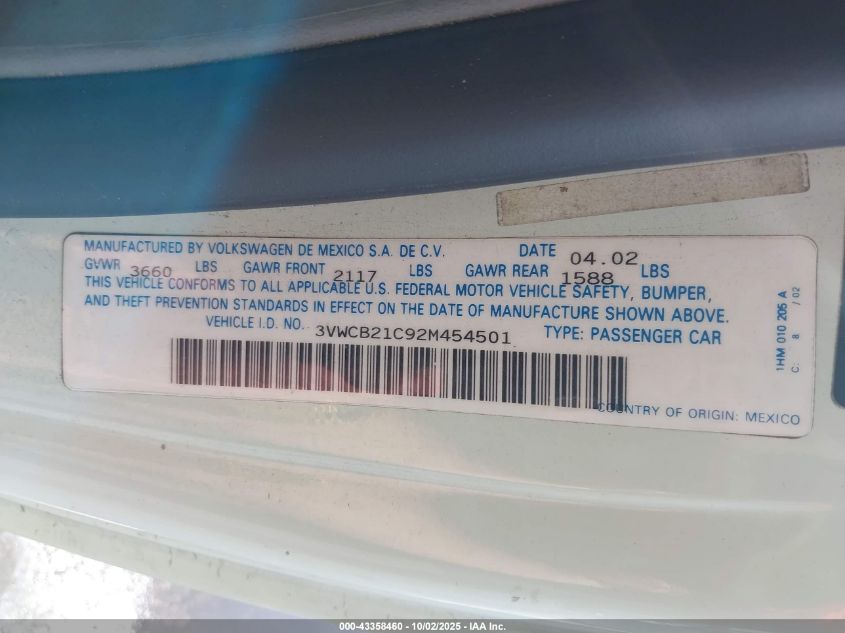 MANUFACTURED BY VOLKSWAGEN DE MEXICO S.A. DE C.V. DATE 04.02
GVWR 3660 LBS GAWR FRONT 2117 LBS GAWR REAR 1588 LBS
THIS VEHICLE CONFORMS TO ALL APPLICABLE U.S. FEDERAL MOTOR VEHICLE SAFETY, BUMPER,
AND THEFT PREVENTION STANDARDS IN EFFECT ON THE DATE OF MANUFACTURE SHOWN ABOVE.
VEHICLE I.D. NO. 3VWCB21C92M454501 TYPE: PASSENGER CAR
COUNTRY OF ORIGIN: MEXICO
1HM 010 205 A
C. 8 / 02
000-43358460 - 10/02/2025 - IAA Inc.